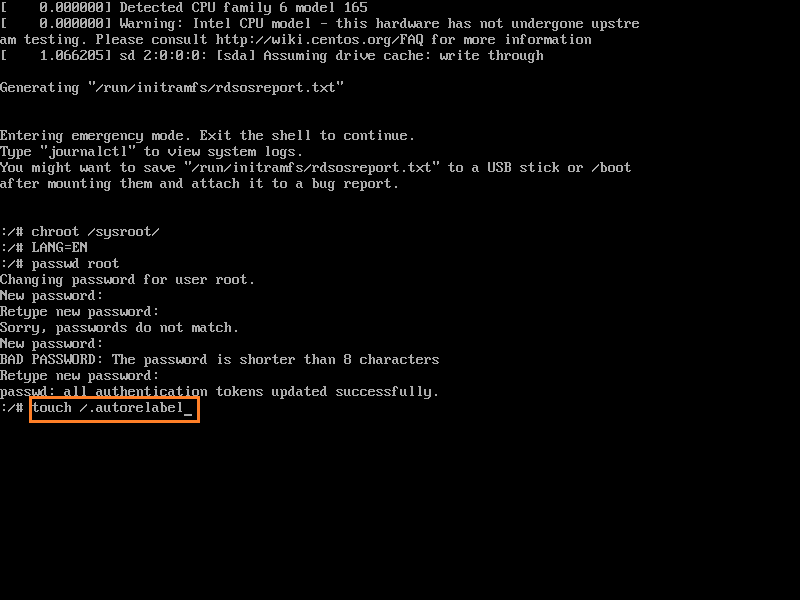 [    0.000000] Detected CPU family 6 model 165
[    0.000000] Warning: Intel CPU model - this hardware has not undergone upstre
am testing. Please consult http://wiki.centos.org/FAQ for more information
[    1.066205] sd 2:0:0:0: [sda] Assuming drive cache: write through
Generating "/run/initramfs/rdsosreport.txt"
Entering emergency mode. Exit the shell to continue.
Type "journalctl" to view system logs.
You might want to save "/run/initramfs/rdsosreport.txt" to a USB stick or /boot
after mounting them and attach it to a bug report.
:/# chroot /sysroot/
:/# LANG=EN
:/# passwd root
Changing password for user root.
New password:
Retype new password:
Sorry, passwords do not match.
New password:
BAD PASSWORD: The password is shorter than 8 characters
Retype new password:
passwd: all authentication tokens updated successfully.
:/# touch /.autorelabel_